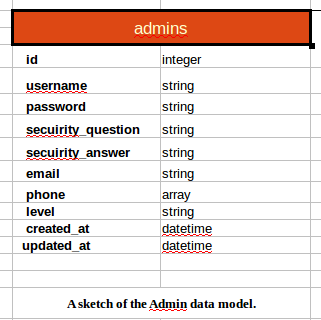 admins
id integer
username string
password string
secuirity_question string
secuirity_answer string
email string
phone array
level string
created_at datetime
updated_at datetime
A sketch of the Admin data model.